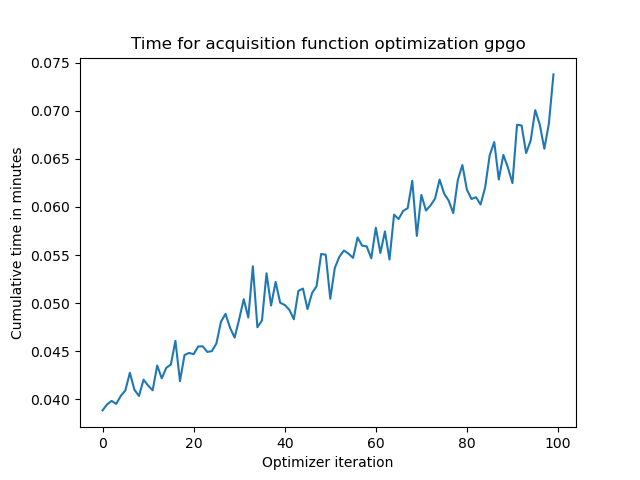 Time for acquisition function optimization gpgo
0.075
0.070
0.065
0.060
0.055
0.050
0.045
0.040
Cumulative time in minutes
0 20 40 60 80 100
Optimizer iteration